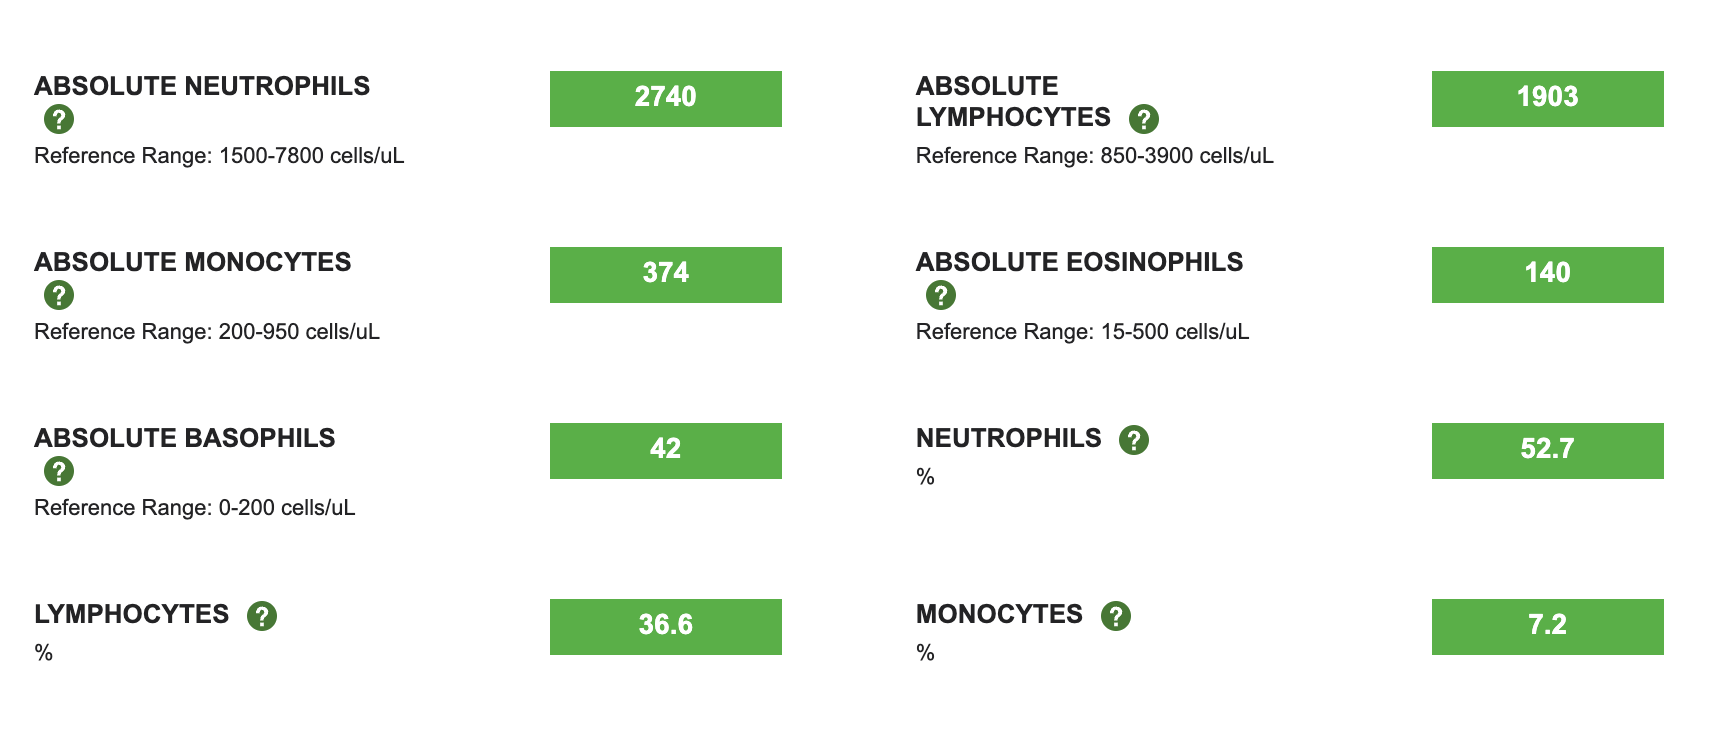 ABSOLUTE NEUTROPHILS
?
2740
Reference Range: 1500-7800 cells/uL
ABSOLUTE
LYMPHOCYTES ?
1903
Reference Range: 850-3900 cells/uL
ABSOLUTE MONOCYTES
?
374
Reference Range: 200-950 cells/uL
ABSOLUTE EOSINOPHILS
?
140
Reference Range: 15-500 cells/uL
ABSOLUTE BASOPHILS
?
42
Reference Range: 0-200 cells/uL
NEUTROPHILS ?
52.7
%
LYMPHOCYTES ?
36.6
%
MONOCYTES ?
7.2
%